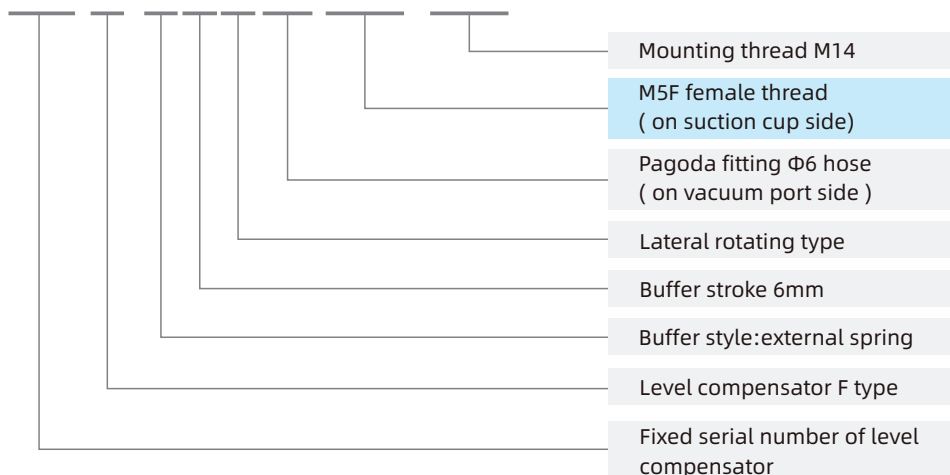 Mounting thread M14
M5F female thread
( on suction cup side)
Pagoda fitting Φ6 hose
( on vacuum port side )
Lateral rotating type
Buffer stroke 6mm
Buffer style:external spring
Level compensator F type
Fixed serial number of level
compensator